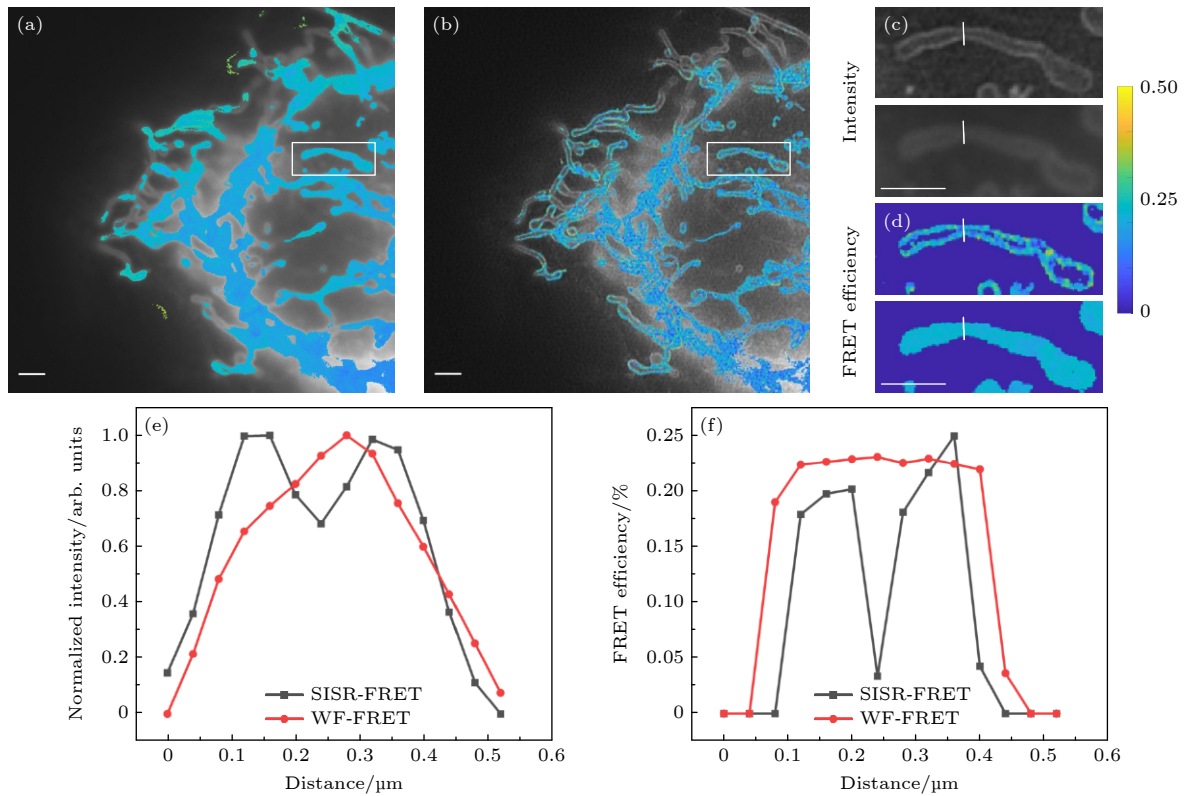 (a)
(b)
(c)
Intensity
(d)
FRET efficiency
0.50
0.25
0
(e)
Normalized intensity/arb. units
1.0
0.8
0.6
0.4
0.2
0
SISR-FRET
WF-FRET
0 0.1 0.2 0.3 0.4 0.5 0.6
Distance/µm
(f)
FRET efficiency/%
0.25
0.20
0.15
0.10
0.05
0
SISR-FRET
WF-FRET
0 0.1 0.2 0.3 0.4 0.5 0.6
Distance/µm